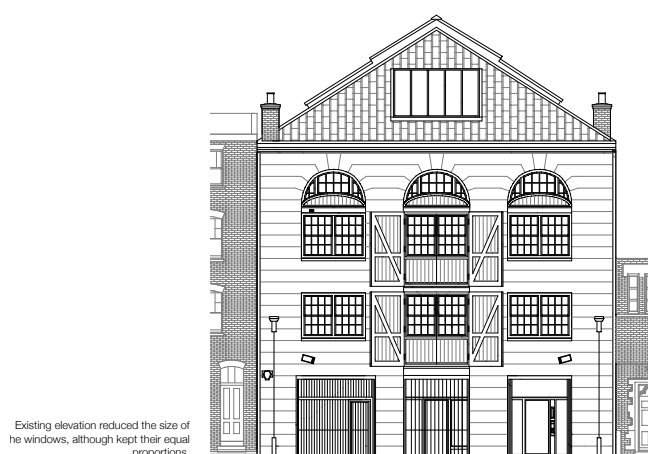 Existing elevation reduced the size of
he windows, although kept their equal
proportions.